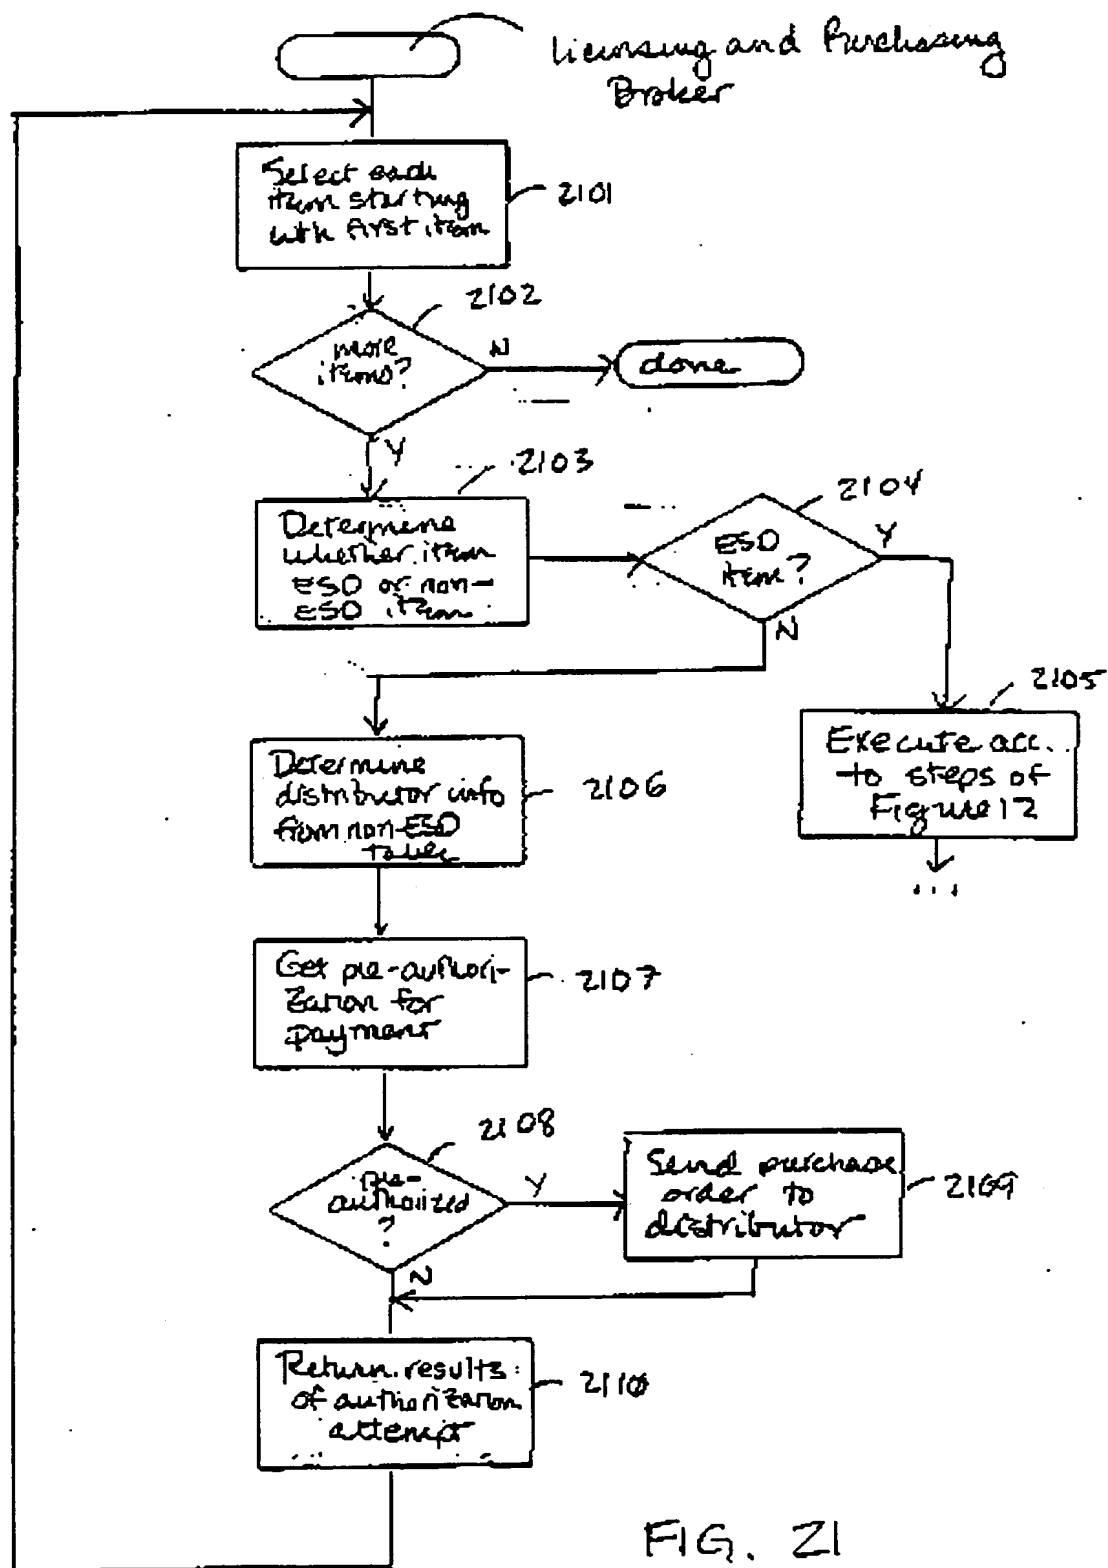 Licensing and Purchasing
Broker
Select each
item starting
with first item
2101
2102
more
items?
N
done
Y
2103
Determine
whether item
ESD or non-
ESD item
2104
ESD
item?
Y
N
2105
Execute acc.
to steps of
Figure 12
...
Determine
distributor info
from non-ESD
table
2106
Get pre-authori-
zation for
payment
2107
2108
pre-
authorized
?
Y
N
Send purchase
order to
distributor
2109
Return results
of authorization
attempt
2110
FIG. 21